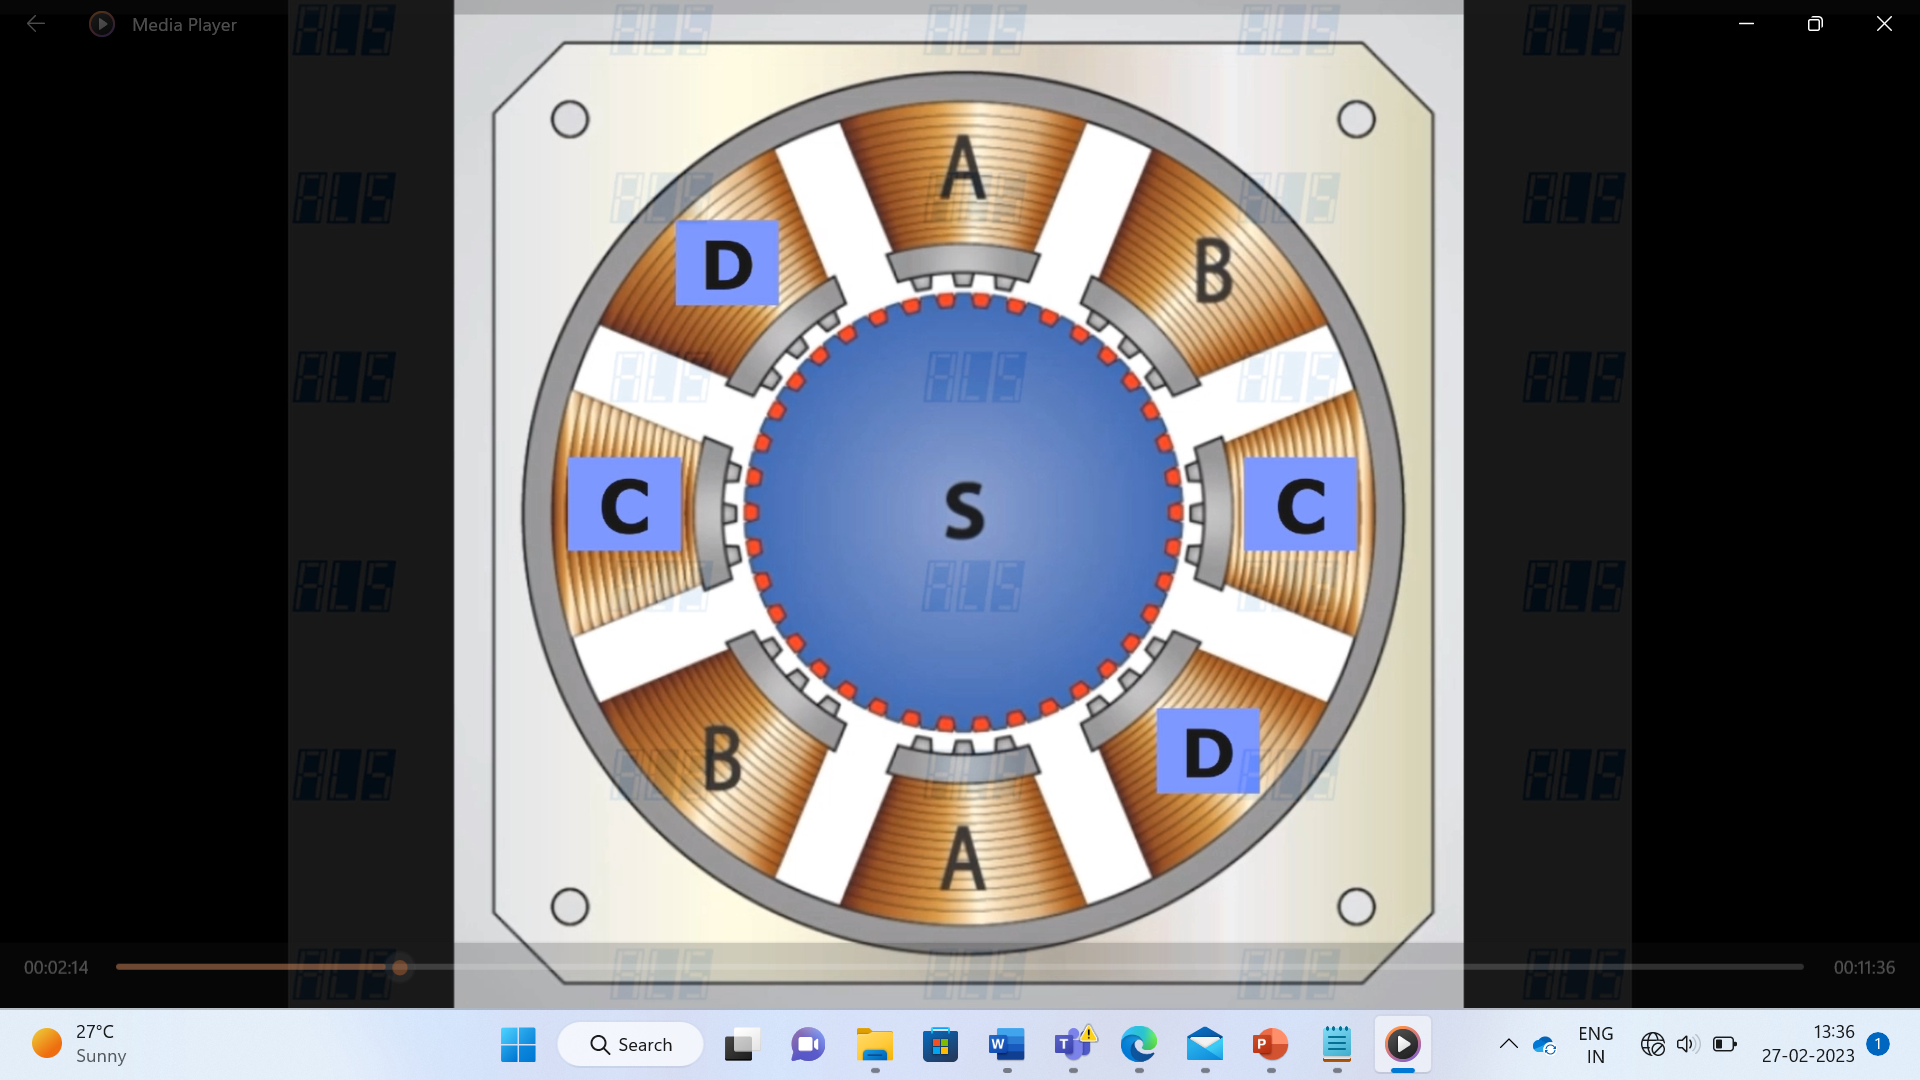 Media Player
A
D
B
C
S
C
B
D
A
00:02:14
00:11:36
27°C
Sunny
Search
ENG
IN
13:36
27-02-2023
1